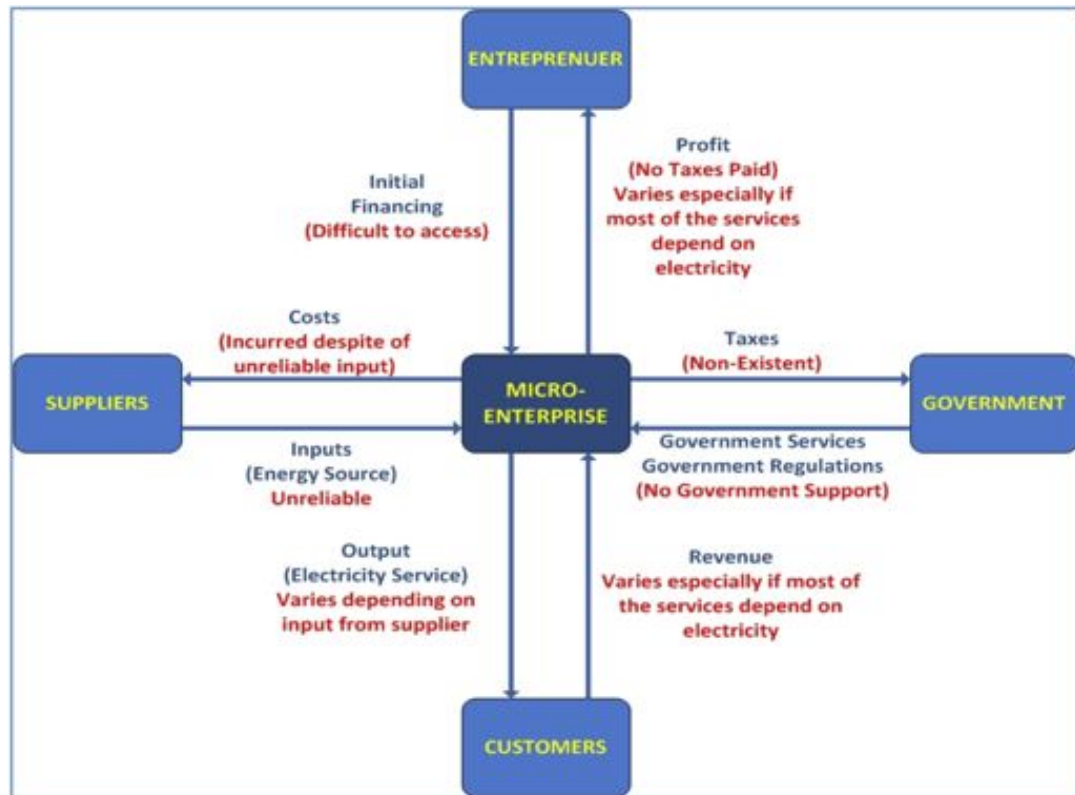 ENTREPRENUER
Profit
(No Taxes Paid)
Varies especially if
most of the services
depend on
electricity
Initial
Financing
(Difficult to access)
Costs
(Incurred despite of
unreliable input)
Taxes
(Non-Existent)
SUPPLIERS
MICRO-
ENTERPRISE
GOVERNMENT
Inputs
(Energy Source)
Unreliable
Government Services
Government Regulations
(No Government Support)
Output
(Electricity Service)
Varies depending on
input from supplier
Revenue
Varies especially if most of
the services depend on
electricity
CUSTOMERS